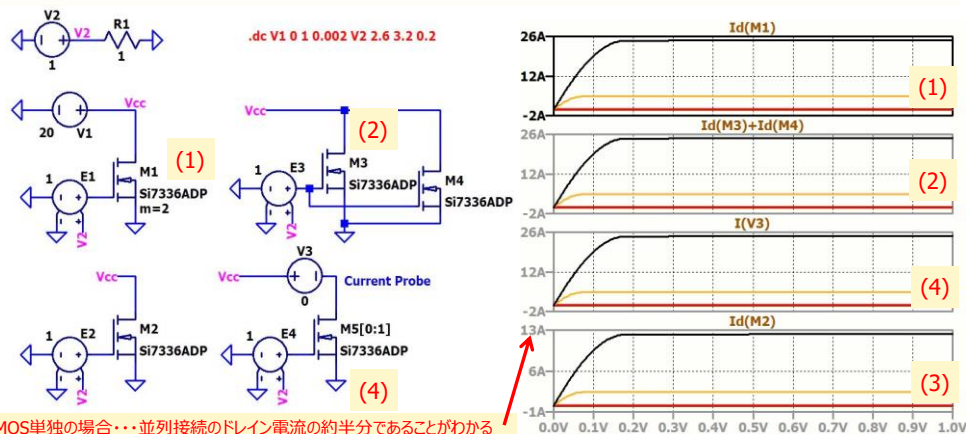 V2
V2
R1
1
1
.dc V1 0 1 0.002 V2 2.6 3.2 0.2
Vcc
20
V1
(1)
1
E1
M1
Si7336ADP
m=2
V2
Vcc
(2)
1
E3
M3
Si7336ADP
M4
Si7336ADP
V2
Vcc
1
E2
M2
Si7336ADP
V2
V3
Vcc
0
Current Probe
1
E4
M5[0:1]
Si7336ADP
V2
(4)
MOS単独の場合・・・並列接続のドレイン電流の約半分であることがわかる
Id(M1)
26A
12A
-2A
(1)
Id(M3)+Id(M4)
26A
12A
-2A
(2)
I(V3)
26A
12A
-2A
(4)
Id(M2)
13A
6A
-1A
(3)
0.0V 0.1V 0.2V 0.3V 0.4V 0.5V 0.6V 0.7V 0.8V 0.9V 1.0V